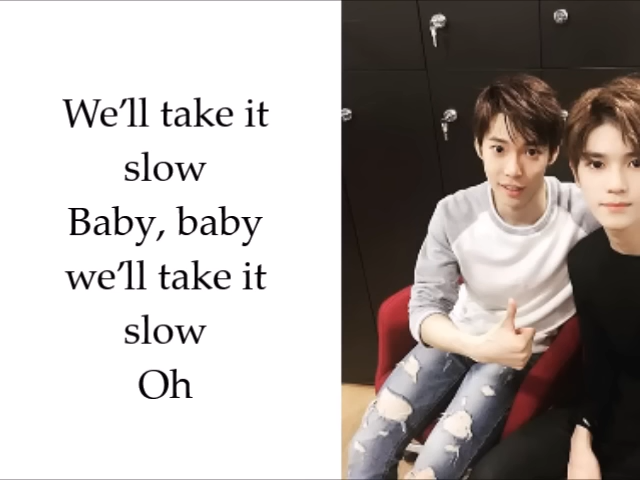 We'll take it
slow
Baby, baby
we'll take it
slow
Oh